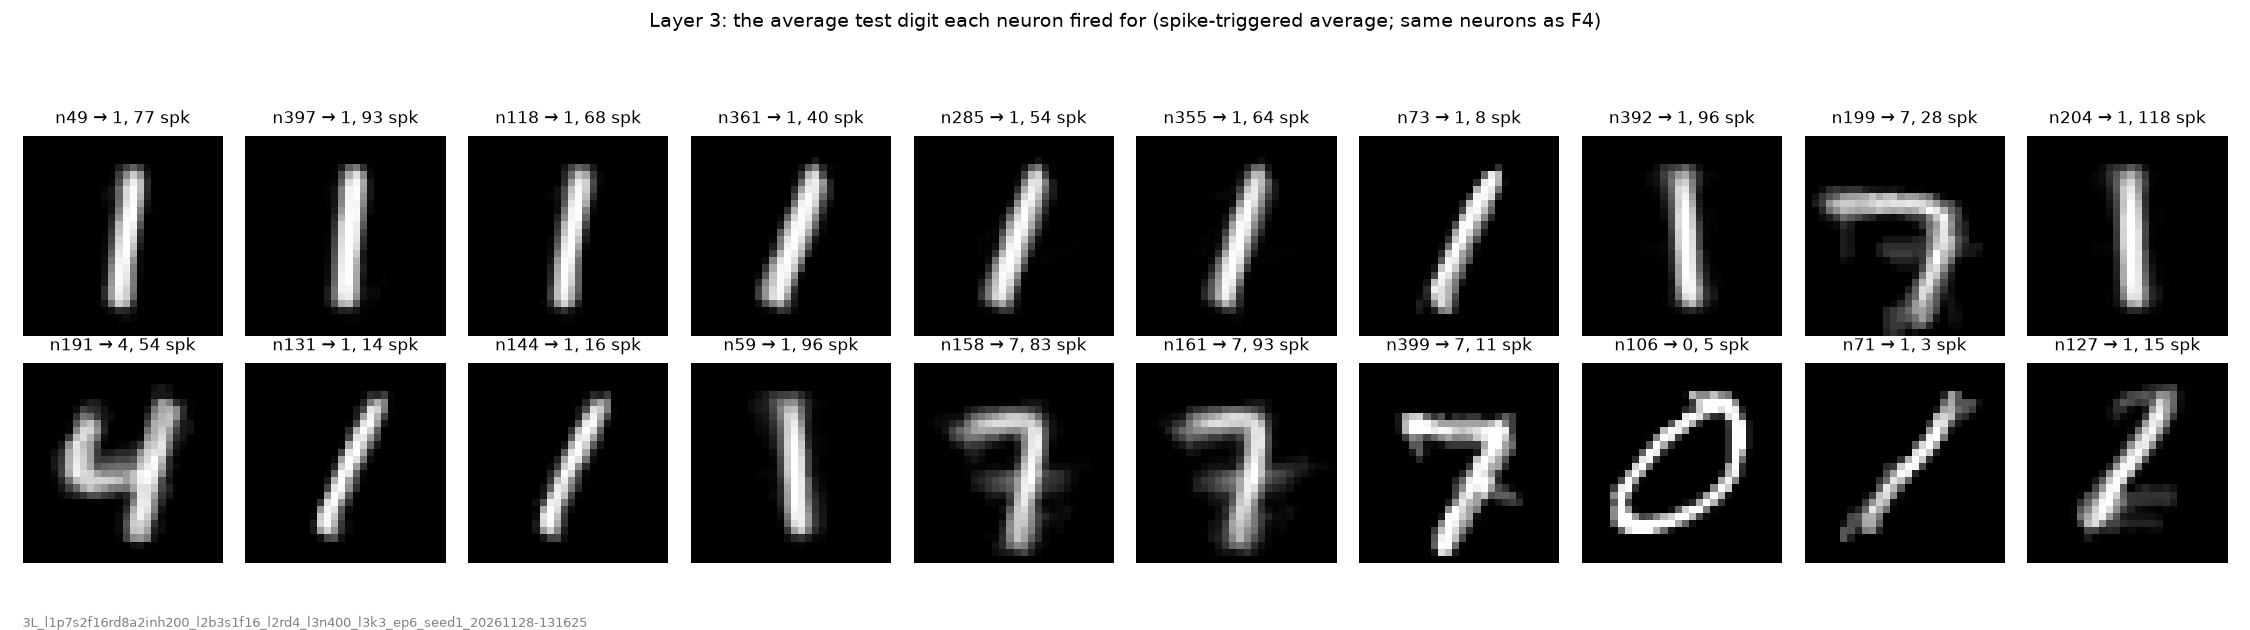 Layer 3: the average test digit each neuron fired for (spike-triggered average; same neurons as F4)
n49 → 1, 77 spk n397 → 1, 93 spk n118 → 1, 68 spk n361 → 1, 40 spk n285 → 1, 54 spk n355 → 1, 64 spk n73 → 1, 8 spk n392 → 1, 96 spk n199 → 7, 28 spk n204 → 1, 118 spk
n191 → 4, 54 spk n131 → 1, 14 spk n144 → 1, 16 spk n59 → 1, 96 spk n158 → 7, 83 spk n161 → 7, 93 spk n399 → 7, 11 spk n106 → 0, 5 spk n71 → 1, 3 spk n127 → 1, 15 spk
3L_l1p7s2f16rd8a2inh200_l2b3s1f16_l2rd4_l3n400_l3k3_ep6_seed1_20261128-131625